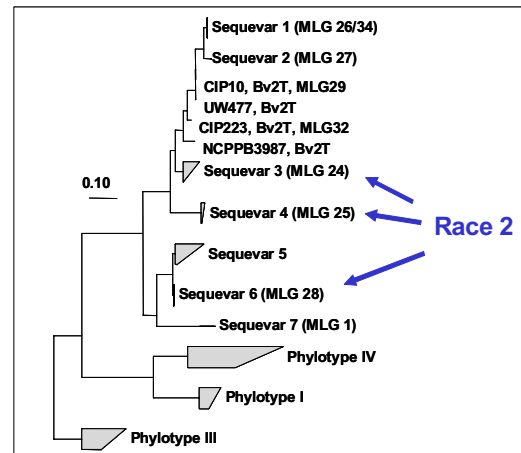 Sequevar 1 (MLG 26/34)
Sequevar 2 (MLG 27)
CIP10, Bv2T, MLG29
UW477, Bv2T
CIP223, Bv2T, MLG32
NCPPB3987, Bv2T
0.10
Sequevar 3 (MLG 24)
Sequevar 4 (MLG 25)
Race 2
Sequevar 5
Sequevar 6 (MLG 28)
Sequevar 7 (MLG 1)
Phylotype IV
Phylotype I
Phylotype III